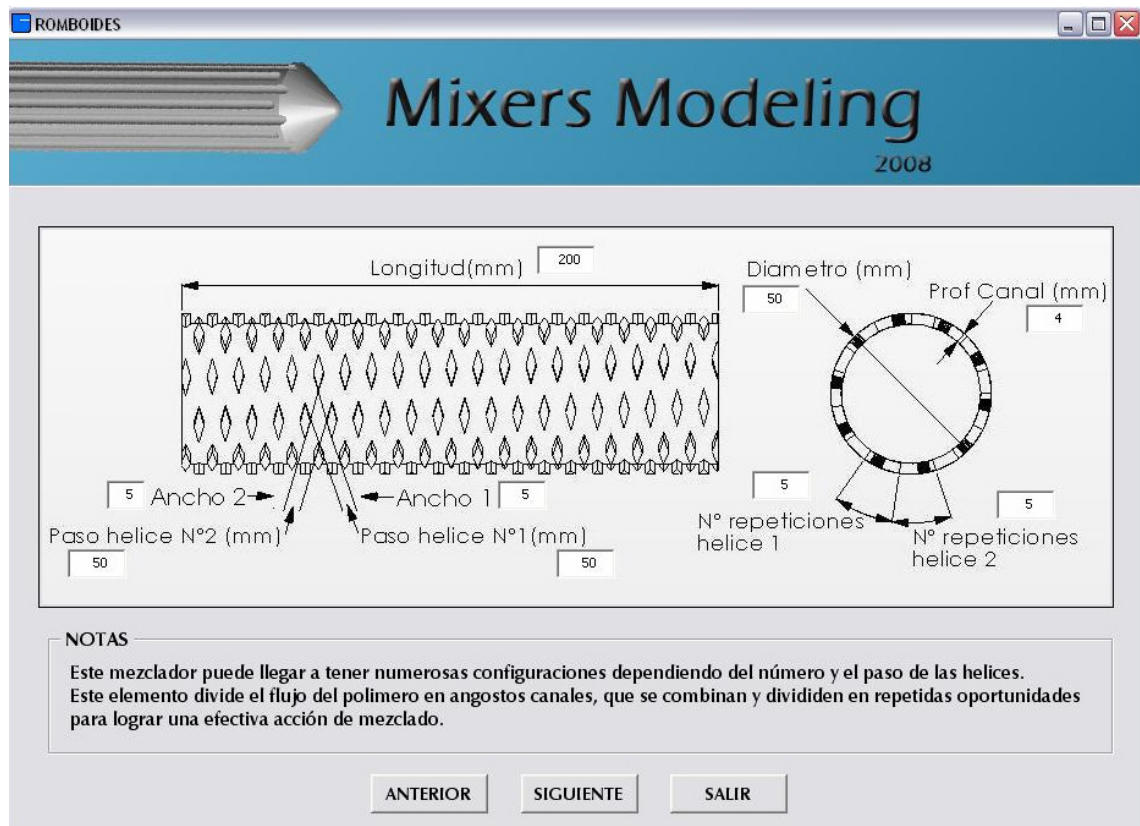 ROMBOIDES
Mixers Modeling
2008
Longitud(mm) 200
Diametro (mm)
50
Prof Canal (mm)
4
5 Ancho 2
Ancho 1 5
Paso helice N°2 (mm)
50
Paso helice N°1(mm)
50
5
N° repeticiones
helice 1
5
N° repeticiones
helice 2
NOTAS
Este mezclador puede llegar a tener numerosas configuraciones dependiendo del número y el paso de las helices.
Este elemento divide el flujo del polimero en angostos canales, que se combinan y divididen en repetidas oportunidades
para lograr una efectiva acción de mezclado.
ANTERIOR
SIGUIENTE
SALIR